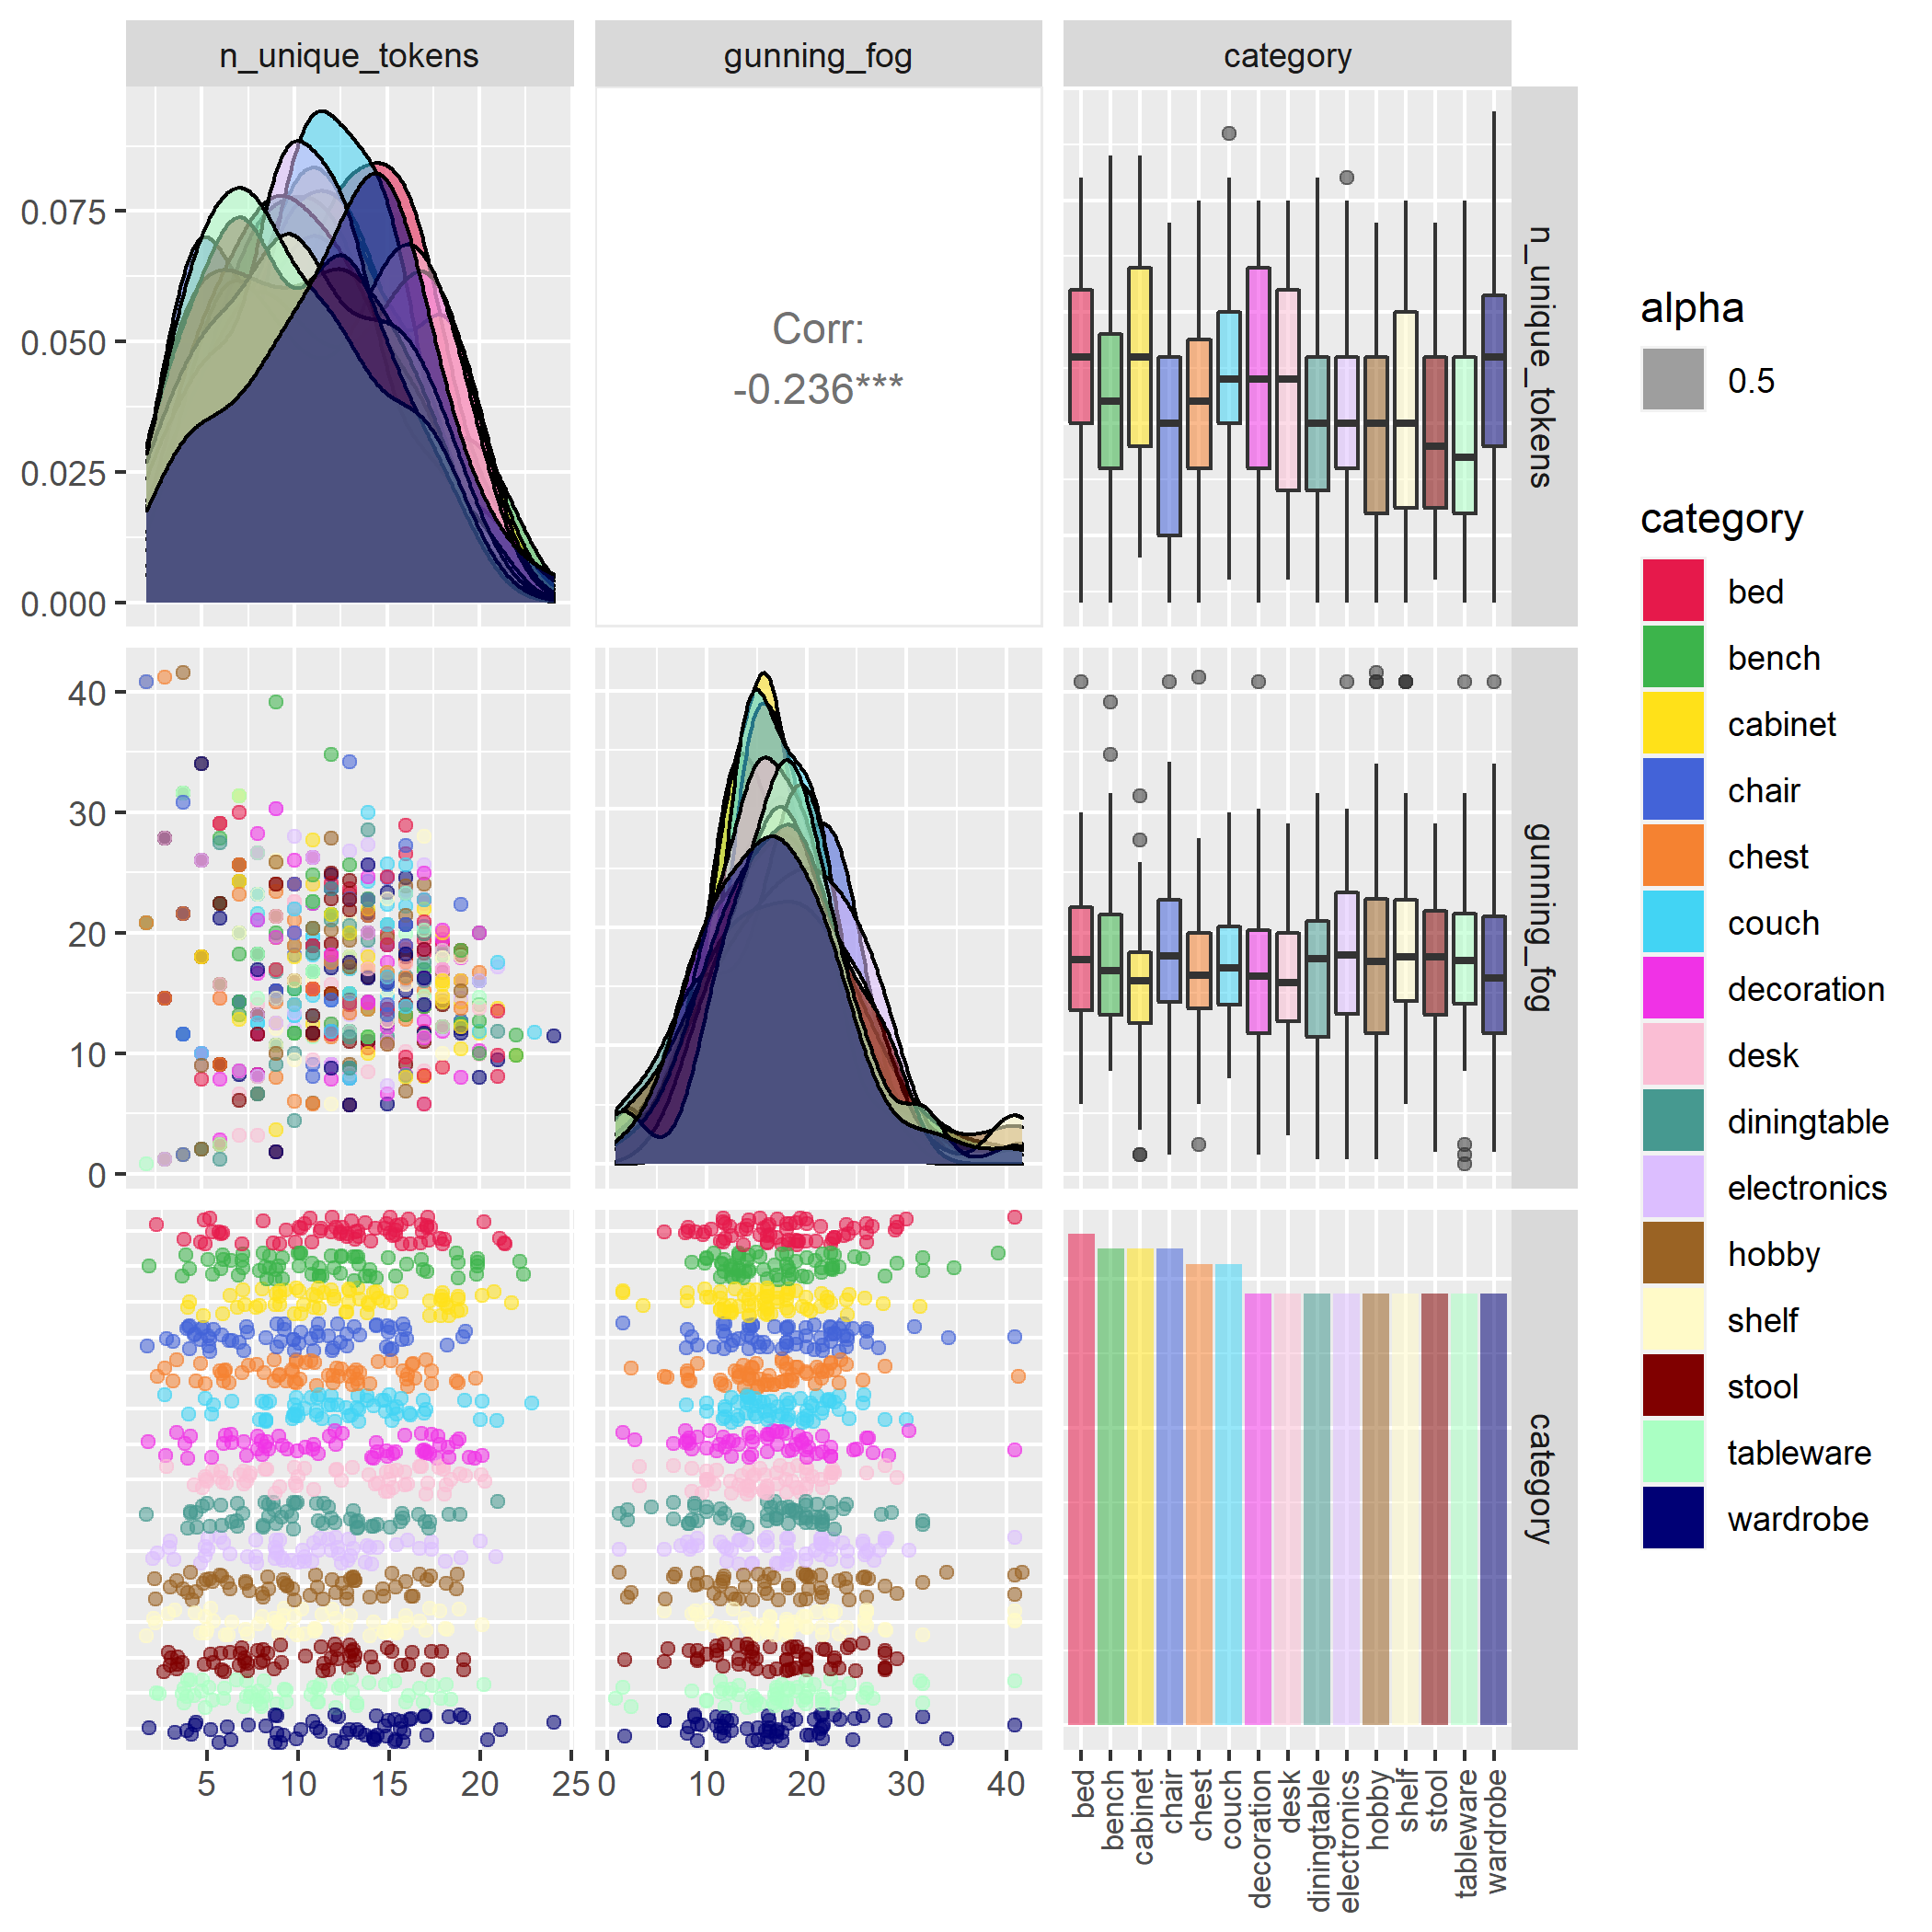 n_unique_tokens
gunning_fog
category
0.075
0.050
0.025
0.000
Corr:
-0.236***
n_unique_tokens
40
30
20
10
0
gunning_fog
category
5
10
15
20
25
0
10
20
30
40
bed
bench
cabinet
chair
chest
couch
decoration
desk
diningtable
electronics
hobby
shelf
stool
tableware
wardrobe
alpha
0.5
category
bed
bench
cabinet
chair
chest
couch
decoration
desk
diningtable
electronics
hobby
shelf
stool
tableware
wardrobe